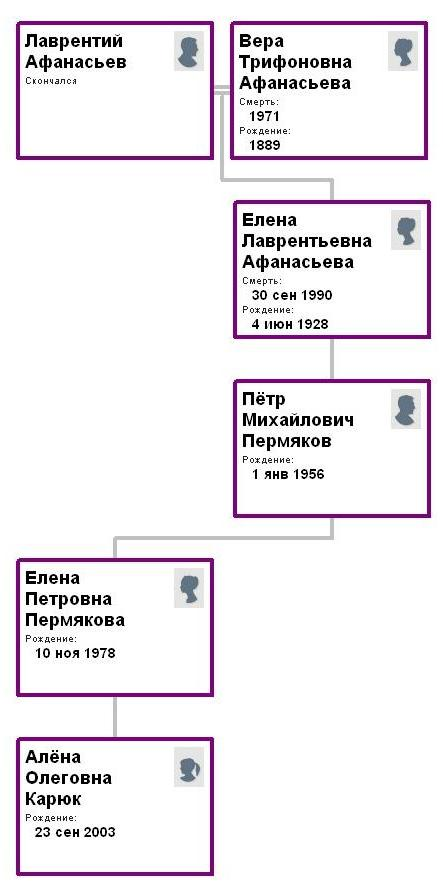 Лаврентий
Афанасьев
Скончался
Вера
Трифоновна
Афанасьева
Смерть:
1971
Рождение:
1889
Елена
Лаврентьевна
Афанасьева
Смерть:
30 сен 1990
Рождение:
4 июн 1928
Пётр
Михайлович
Пермяков
Рождение:
1 янв 1956
Елена
Петровна
Пермякова
Рождение:
10 ноя 1978
Алёна
Олеговна
Карюк
Рождение:
23 сен 2003